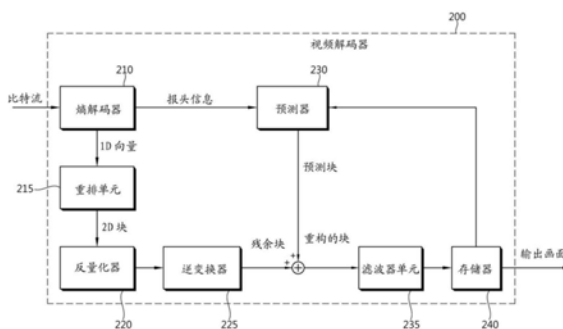 200
视频解码器
210
230
比特流
熵解码器
报头信息
预测器
1D 向量
215
重排单元
预测块
2D 块
残余块
重构的块
输出画面
反量化器
逆变换器
+
+
滤波器单元
存储器
220
225
235
240